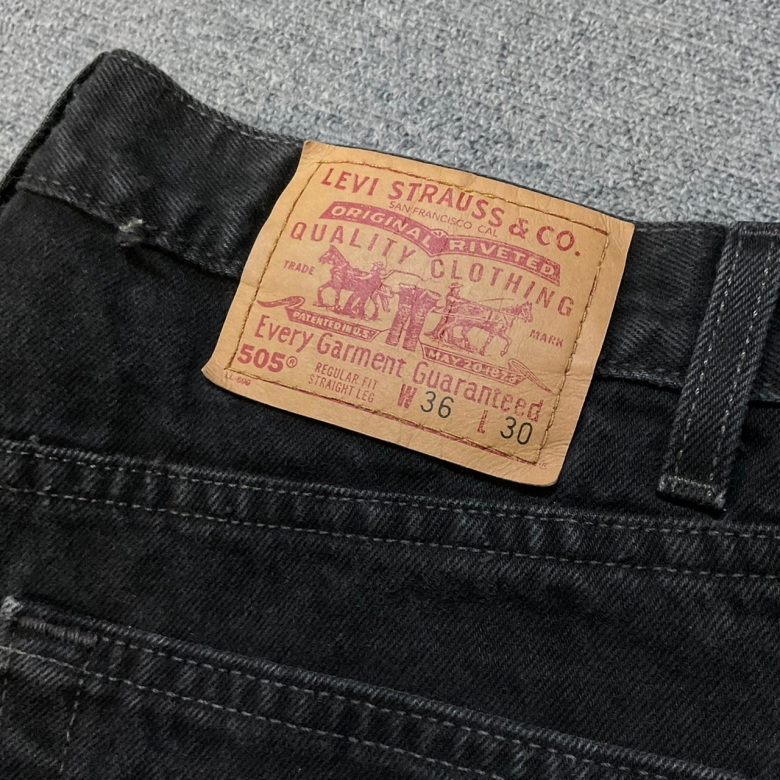 LEVI STRAUSS & CO.
SAN FRANCISCO CAL
ORIGINAL RIVETED
QUALITY CLOTHING
TRADE MARK
PATENTED IN U.S. MAY 20 1873
Every Garment Guaranteed
505®
REGULAR FIT
STRAIGHT LEG
W 36 L 30